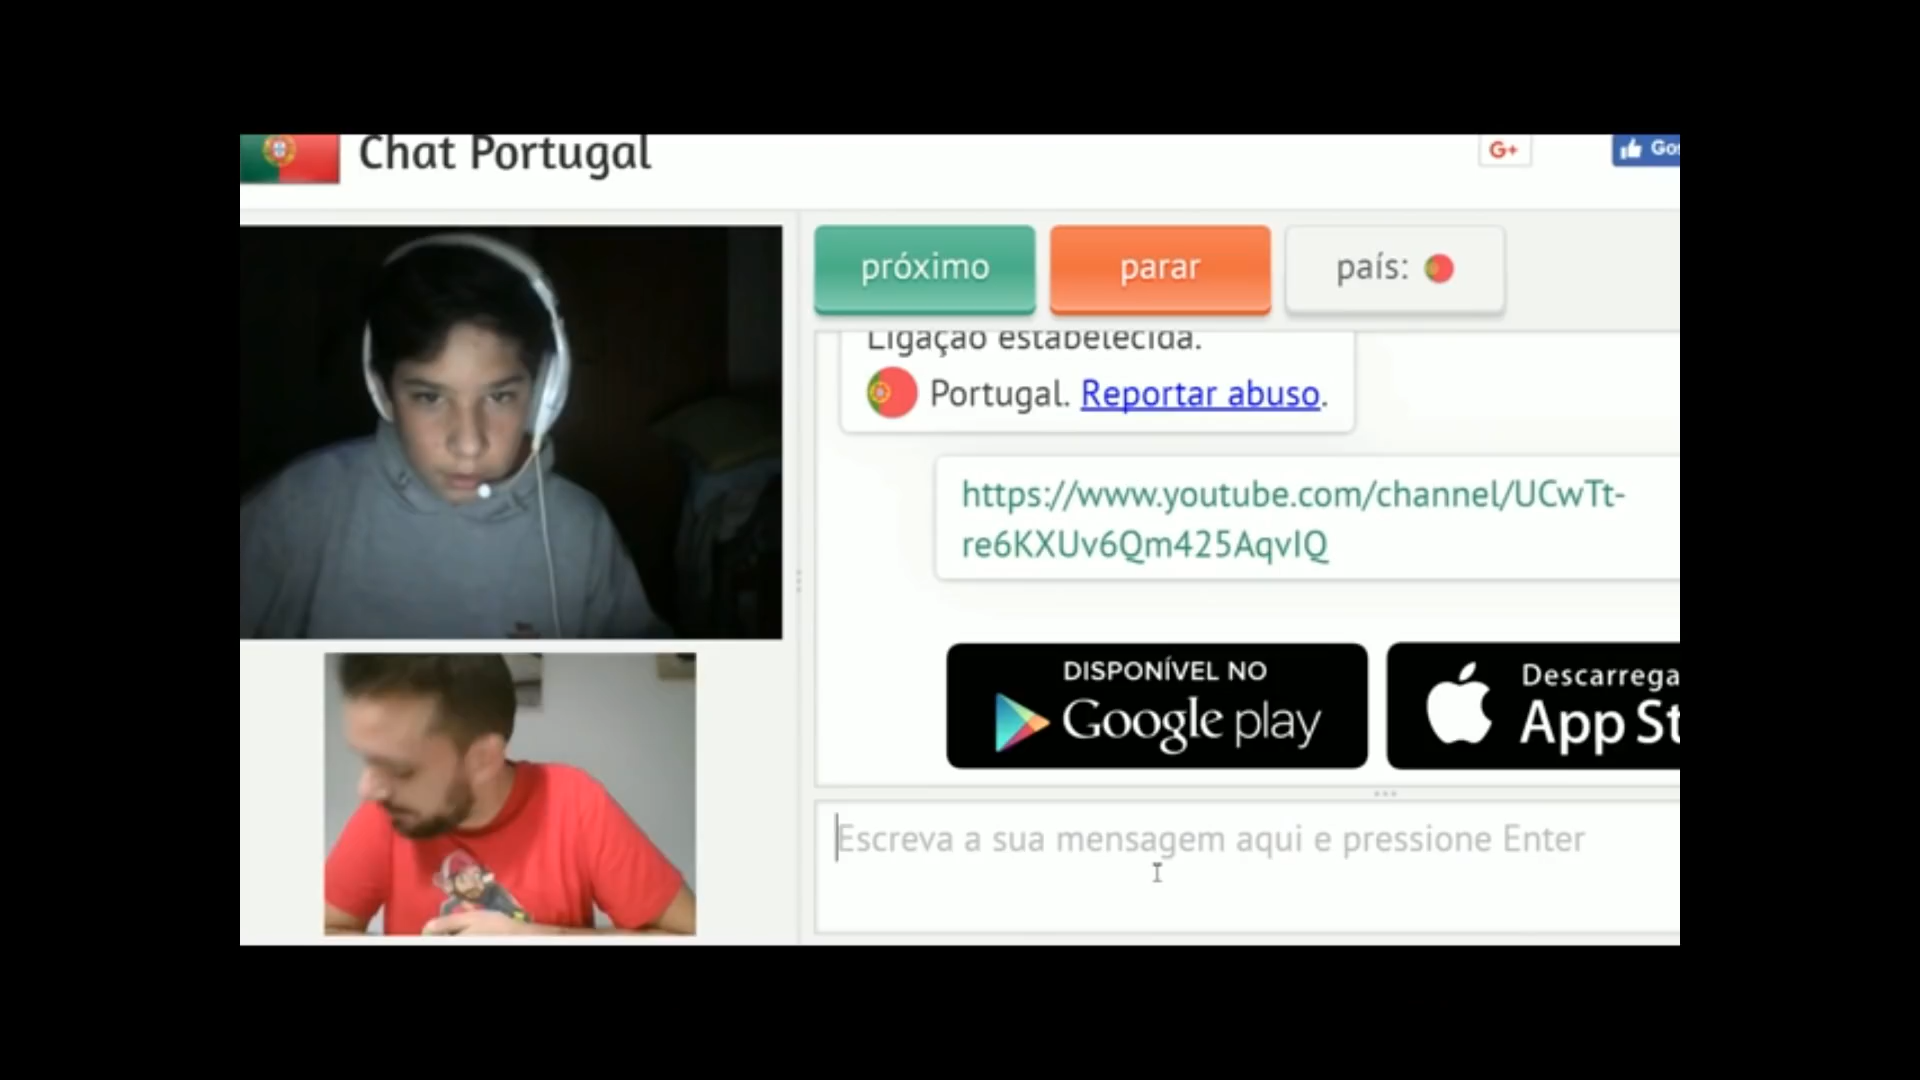 Chat Portugal
G+
Gos
próximo
parar
país:
Ligação estabelecida.
Portugal. Reportar abuso.
https://www.youtube.com/channel/UCwTt-
re6KXUv6Qm425AqvIQ
DISPONÍVEL NO
Google play
Descarrega
App St
Escreva a sua mensagem aqui e pressione Enter